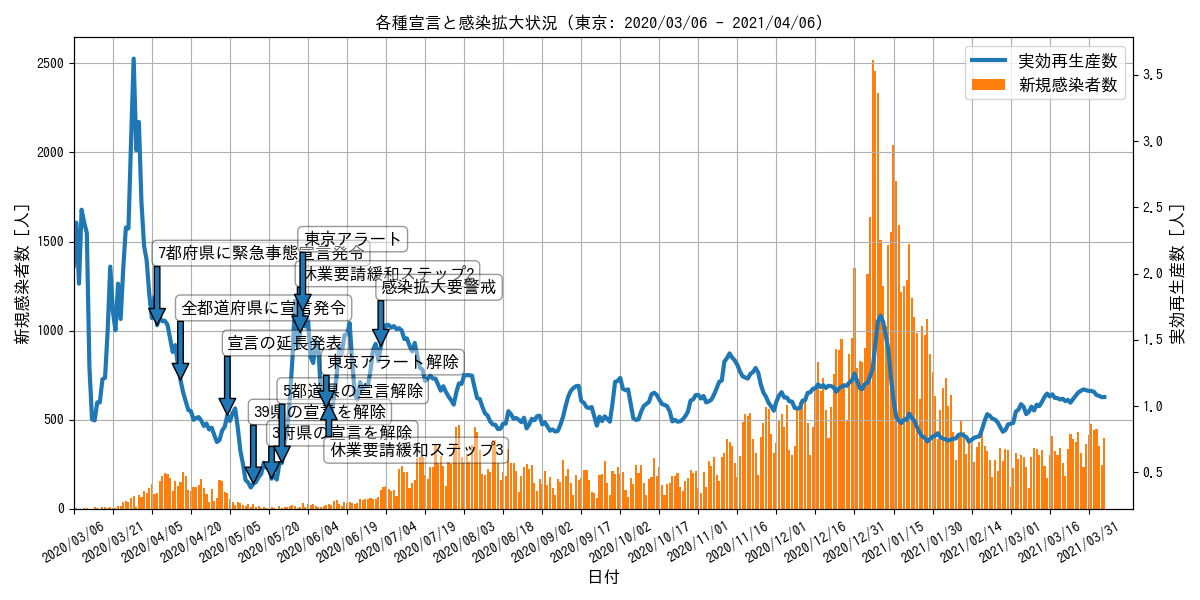 各種宣言と感染拡大状況 (東京: 2020/03/06 - 2021/04/06)
実効再生産数
新規感染者数
2500
2000
1500
1000
500
0
新規感染者数 [人]
3.5
3.0
2.5
2.0
1.5
1.0
0.5
実効再生産数 [人]
東京アラート
7都府県に緊急事態宣言発令
休業要請緩和ステップ2
感染拡大要警戒
全都道府県に宣言発令
宣言の延長発表
東京アラート解除
5都道県の宣言解除
39県の宣言を解除
3府県の宣言を解除
休業要請緩和ステップ3
2020/03/06
2020/03/21
2020/04/05
2020/04/20
2020/05/05
2020/05/20
2020/06/04
2020/06/19
2020/07/04
2020/07/19
2020/08/03
2020/08/18
2020/09/02
2020/09/17
2020/10/02
2020/10/17
2020/11/01
2020/11/16
2020/12/01
2020/12/16
2020/12/31
2021/01/15
2021/01/30
2021/02/14
2021/03/01
2021/03/16
2021/03/31
日付